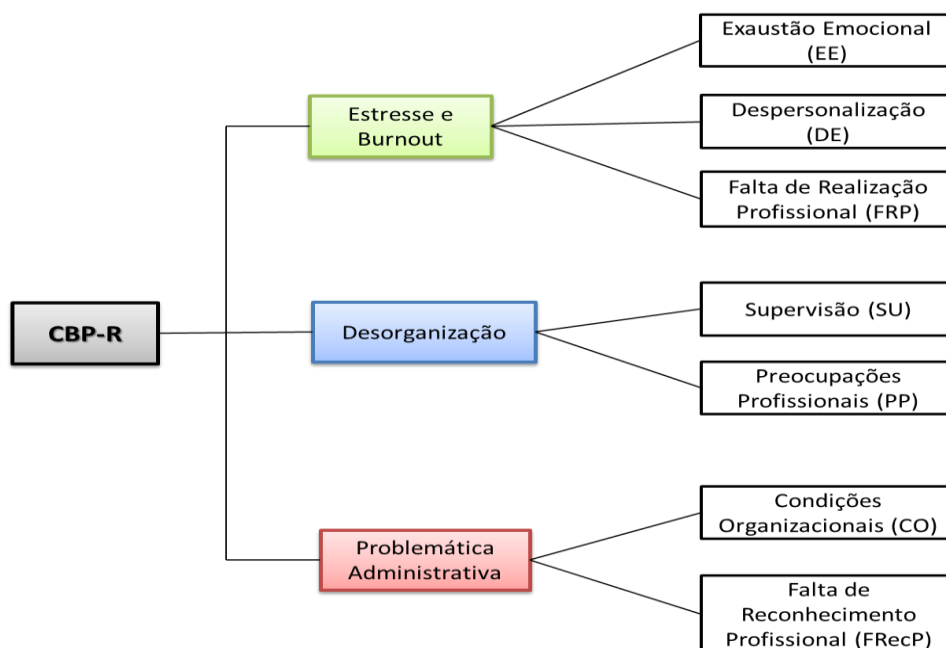 CBP-R
Estresse e
Burnout
Exaustão Emocional
(EE)
Despersonalização
(DE)
Falta de Realização
Profissional (FRP)
Desorganização
Supervisão (SU)
Preocupações
Profissionais (PP)
Problemática
Administrativa
Condições
Organizacionais (CO)
Falta de
Reconhecimento
Profissional (FRecP)